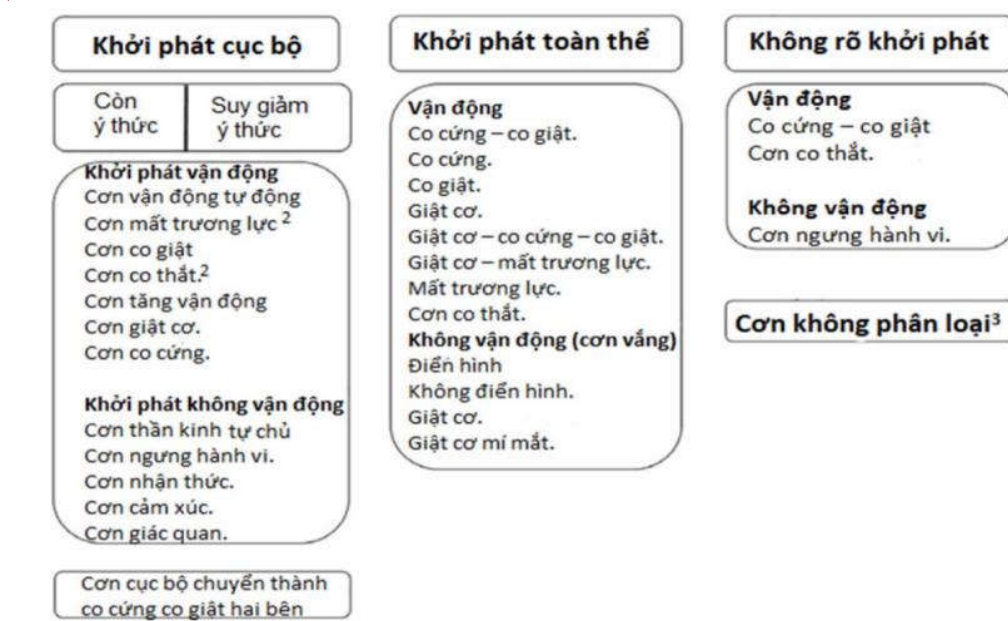 Khởi phát cục bộ
Còn
ý thức
Suy giảm
ý thức
Khởi phát vận động
Cơn vận động tự động
Cơn mất trương lực ²
Cơn co giật
Cơn co thắt.²
Cơn tăng vận động
Cơn giật cơ.
Cơn co cứng.
Khởi phát không vận động
Cơn thần kinh tự chủ
Cơn ngưng hành vi.
Cơn nhận thức.
Cơn cảm xúc.
Cơn giác quan.
Cơn cục bộ chuyển thành
co cứng co giật hai bên
Khởi phát toàn thể
Vận động
Co cứng – co giật.
Co cứng.
Co giật.
Giật cơ.
Giật cơ – co cứng – co giật.
Giật cơ – mất trương lực.
Mất trương lực.
Cơn co thắt.
Không vận động (cơn vắng)
Điển hình
Không điển hình.
Giật cơ.
Giật cơ mí mắt.
Không rõ khởi phát
Vận động
Co cứng – co giật
Cơn co thắt.
Không vận động
Cơn ngưng hành vi.
Cơn không phân loại³